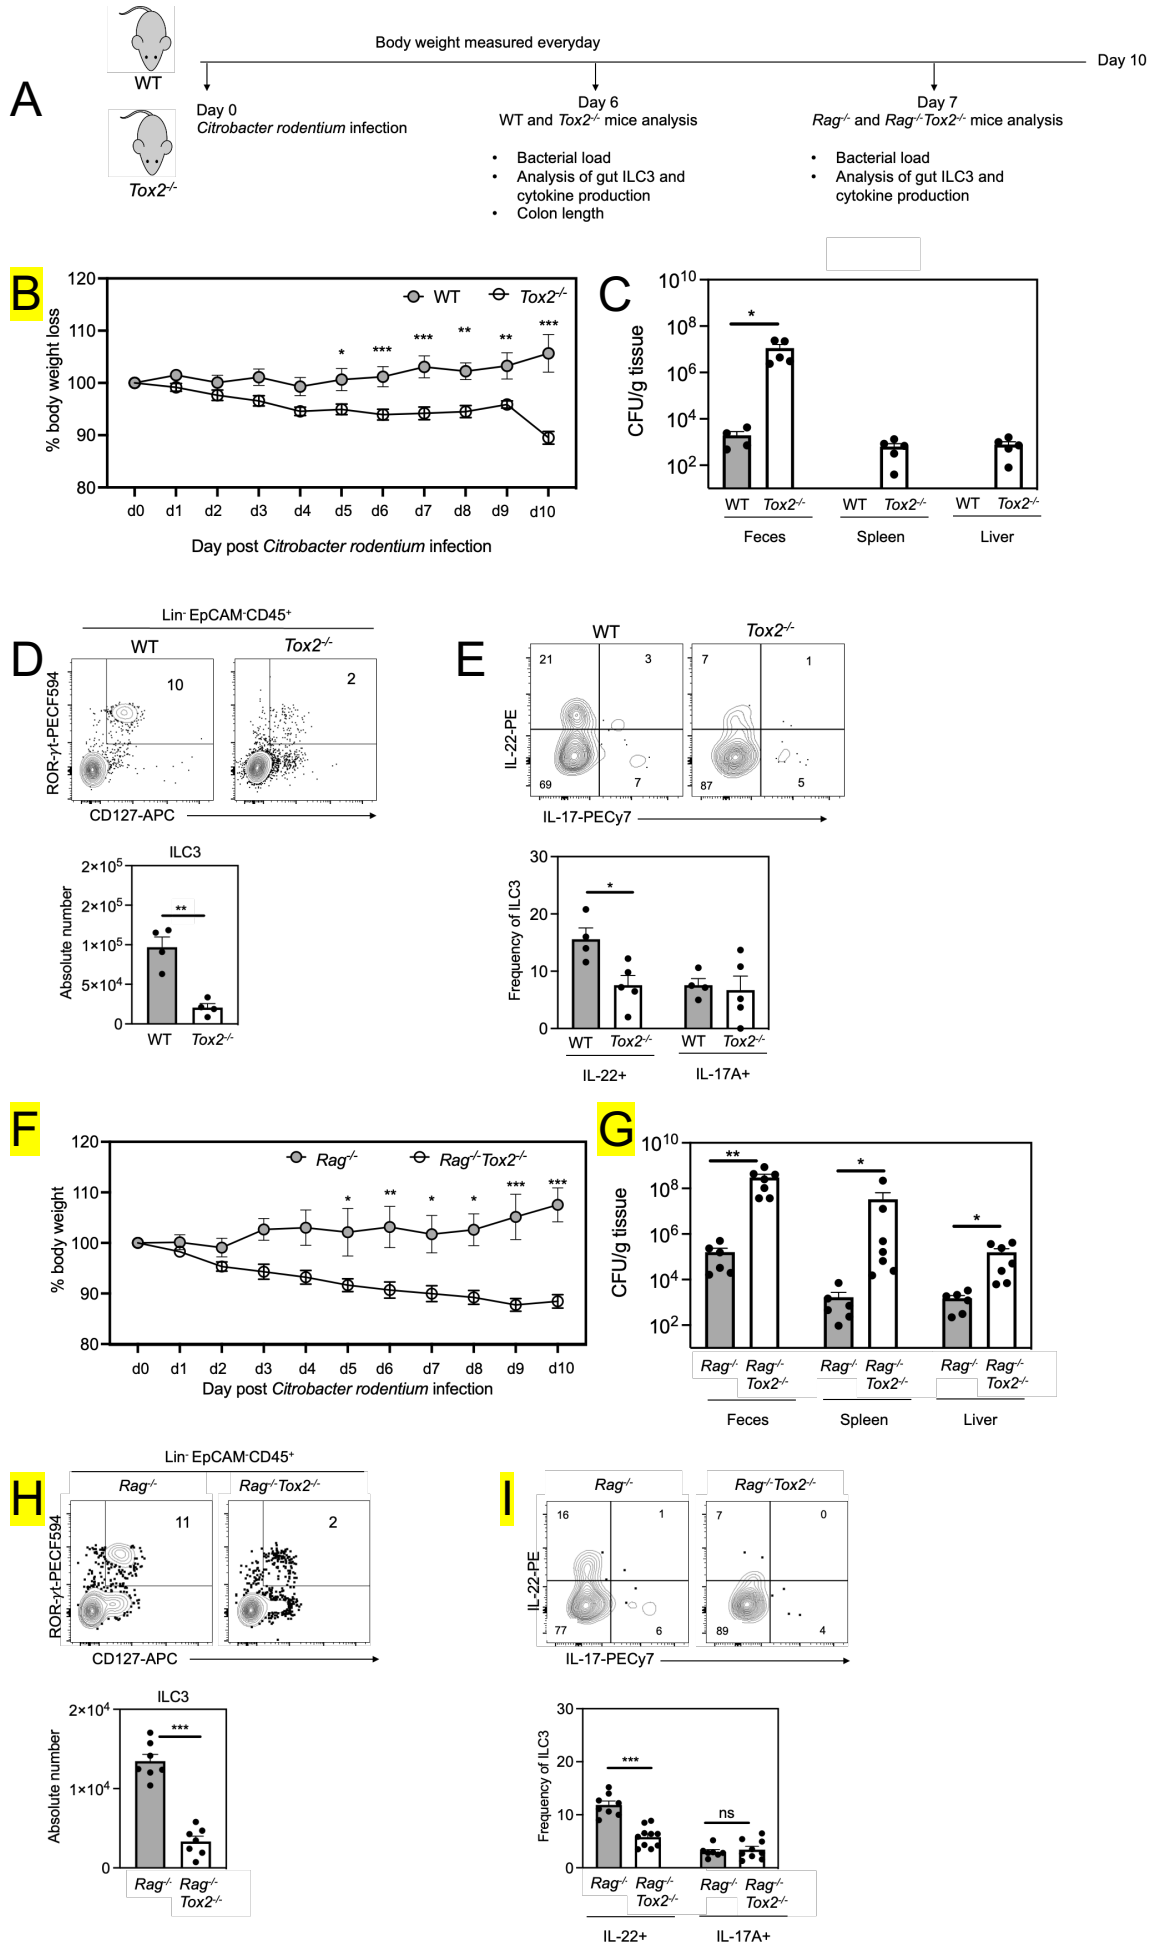 A
WT
Tox2-/-
Body weight measured everyday
Day 10
Day 0
Citrobacter rodentium infection
Day 6
WT and Tox2-/- mice analysis
• Bacterial load
• Analysis of gut ILC3 and
cytokine production
• Colon length
Day 7
Rag-/- and Rag-/-Tox2-/- mice analysis
• Bacterial load
• Analysis of gut ILC3 and
cytokine production
B
% body weight loss
120
110
100
90
80
WT
Tox2-/-
* *** *** ** ** ***
d0 d1 d2 d3 d4 d5 d6 d7 d8 d9 d10
Day post Citrobacter rodentium infection
C
CFU/g tissue
10^10
10^8
10^6
10^4
10^2
*
WT Tox2-/- WT Tox2-/- WT Tox2-/-
Feces Spleen Liver
D
Lin- EpCAM-CD45+
WT Tox2-/-
10 2
ROR-γt-PECF594
CD127-APC
ILC3
Absolute number
2×10^5
2×10^5
1×10^5
5×10^4
0
**
WT Tox2-/-
E
WT Tox2-/-
21 3 7 1
69 7 87 5
IL-22-PE
IL-17-PECy7
Frequency of ILC3
30
20
10
0
*
WT Tox2-/- WT Tox2-/-
IL-22+ IL-17A+
F
% body weight
120
110
100
90
80
Rag-/-
Rag-/-Tox2-/-
* ** * * *** ***
d0 d1 d2 d3 d4 d5 d6 d7 d8 d9 d10
Day post Citrobacter rodentium infection
G
CFU/g tissue
10^10
10^8
10^6
10^4
10^2
** * *
Rag-/- Rag-/- Rag-/- Rag-/- Rag-/- Rag-/-
Tox2-/- Tox2-/- Tox2-/-
Feces Spleen Liver
H
Lin- EpCAM-CD45+
Rag-/- Rag-/-Tox2-/-
11 2
ROR-γt-PECF594
CD127-APC
ILC3
Absolute number
2×10^4
1×10^4
0
***
Rag-/- Rag-/-
Tox2-/-
I
Rag-/- Rag-/-Tox2-/-
16 1 7 0
77 6 89 4
IL-22-PE
IL-17-PECy7
Frequency of ILC3
30
20
10
0
*** ns
Rag-/- Rag-/- Rag-/- Rag-/-
Tox2-/- Tox2-/-
IL-22+ IL-17A+